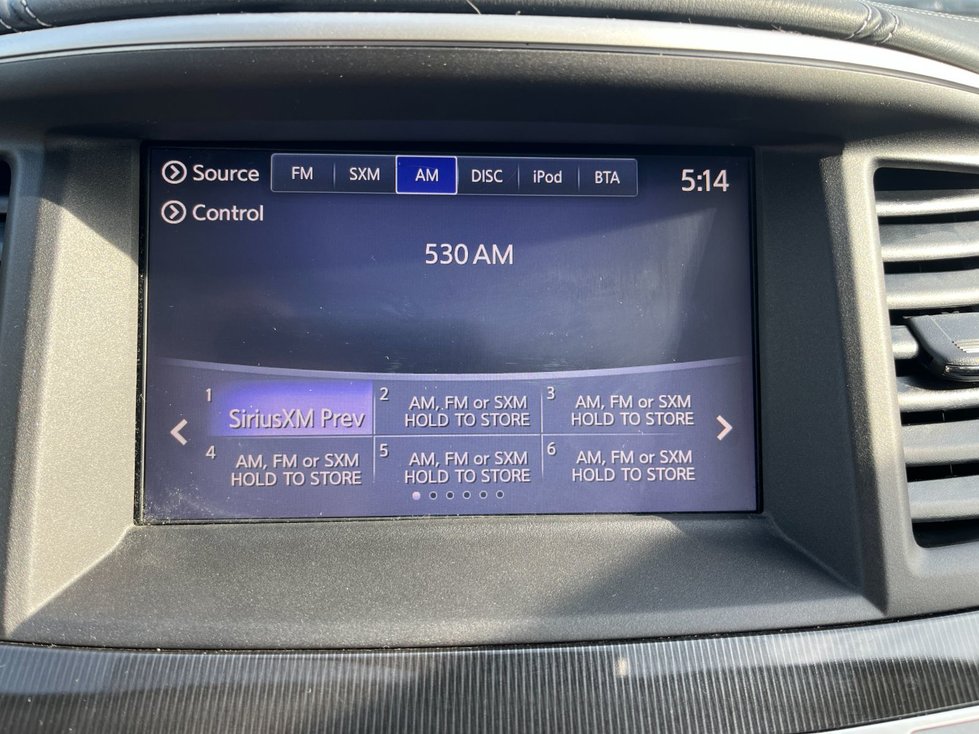 Source FM SXM AM DISC iPod BTA 5:14
Control
530 AM
1 SiriusXM Prev
2 AM, FM or SXM
HOLD TO STORE
3 AM, FM or SXM
HOLD TO STORE
4 AM, FM or SXM
HOLD TO STORE
5 AM, FM or SXM
HOLD TO STORE
6 AM, FM or SXM
HOLD TO STORE